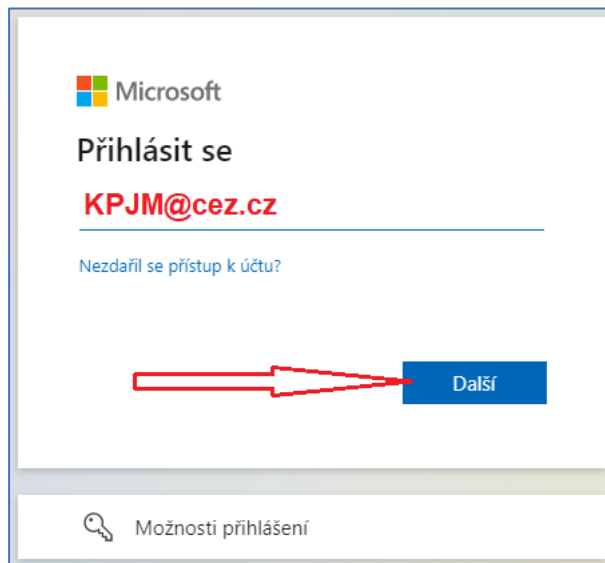 Microsoft
Přihlásit se
KPJM@cez.cz
Nezdařil se přístup k účtu?
Další
Možnosti přihlášení